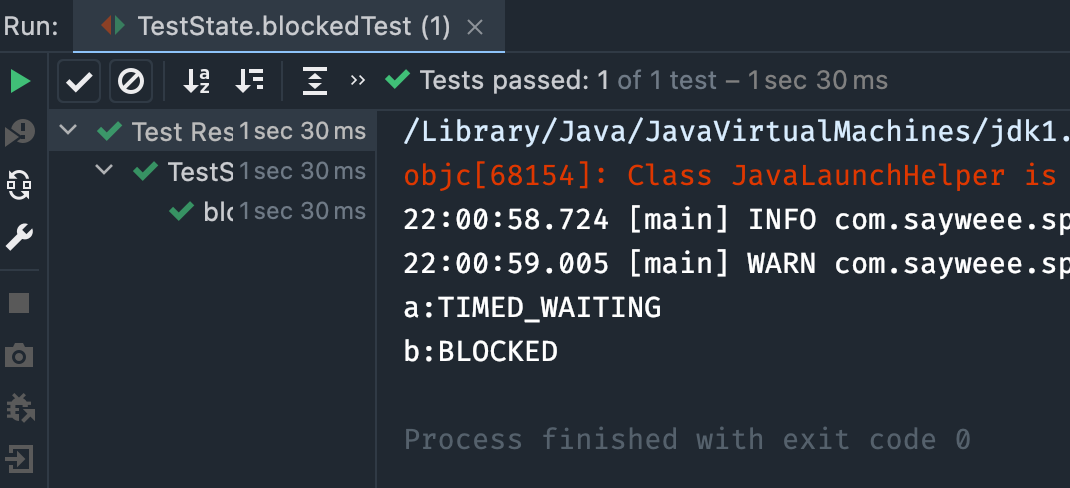 Run: TestState.blockedTest (1)
Tests passed: 1 of 1 test – 1 sec 30 ms
Test Res 1 sec 30 ms
TestS 1 sec 30 ms
blo 1 sec 30 ms
/Library/Java/JavaVirtualMachines/jdk1.
objc[68154]: Class JavaLaunchHelper is
22:00:58.724 [main] INFO com.sayweee.sp
22:00:59.005 [main] WARN com.sayweee.sp
a:TIMED_WAITING
b:BLOCKED
Process finished with exit code 0